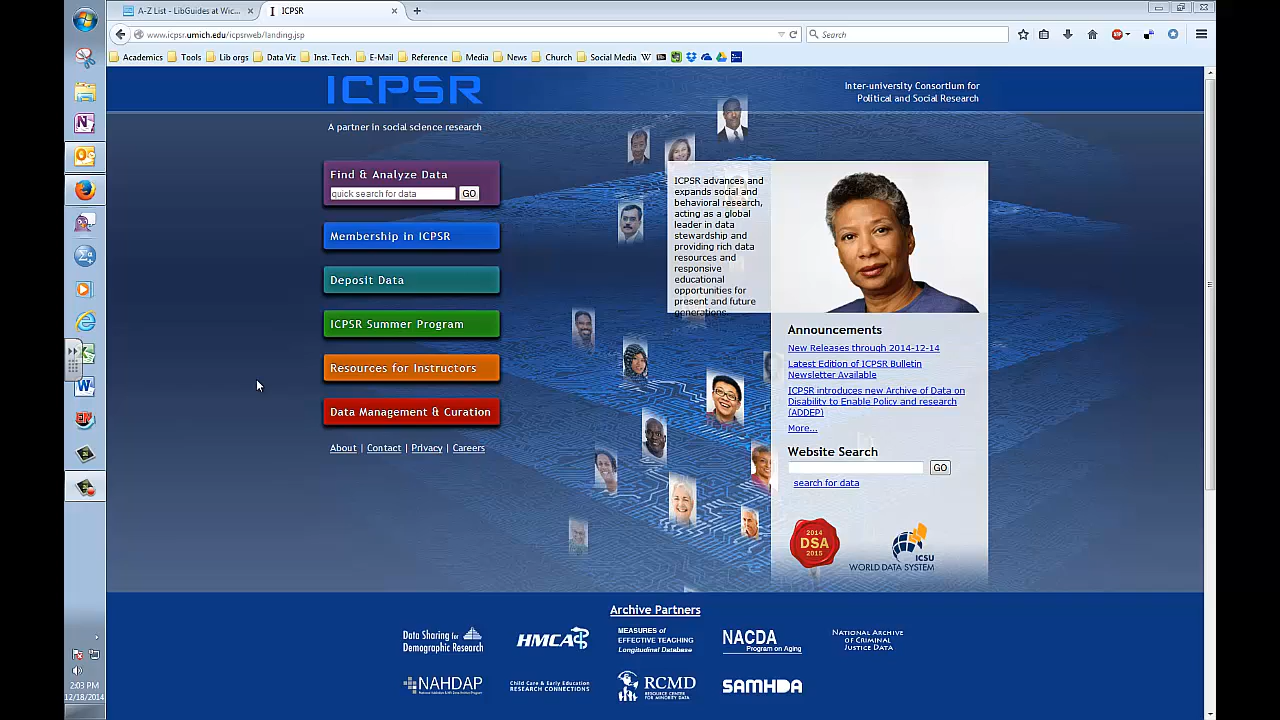 A-Z List - LibGuides at Wic...
ICPSR
www.icpsr.umich.edu/icpsrweb/landing.jsp
Search
Academics
Tools
Lib orgs
Data Viz
Inst. Tech.
E-Mail
Reference
Media
News
Church
Social Media
ICPSR
Inter-university Consortium for
Political and Social Research
A partner in social science research
Find & Analyze Data
quick search for data
GO
Membership in ICPSR
Deposit Data
ICPSR Summer Program
Resources for Instructors
Data Management & Curation
About | Contact | Privacy | Careers
ICPSR advances and
expands social and
behavioral research,
acting as a global
leader in data
stewardship and
providing rich data
resources and
responsive
educational
opportunities for
present and future
generations.
Announcements
New Releases through 2014-12-14
Latest Edition of ICPSR Bulletin
Newsletter Available
ICPSR introduces new Archive of Data on
Disability to Enable Policy and research
(ADDEP)
More...
Website Search
GO
search for data
2014
DSA
2015
ICSU
WORLD DATA SYSTEM
Archive Partners
Data Sharing for
Demographic Research
HMCA
MEASURES of
EFFECTIVE TEACHING
Longitudinal Database
NACDA
Program on Aging
NATIONAL ARCHIVE
OF CRIMINAL
JUSTICE DATA
NAHDAP
Child Care & Early Education
RESEARCH CONNECTIONS
RCMD
RESOURCE CENTER
FOR MINORITY DATA
SAMHDA
2:03 PM
12/18/2014